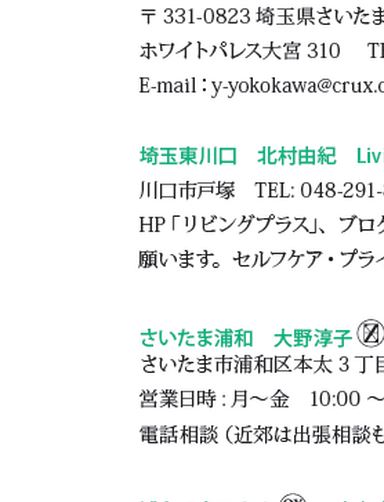 〒 331-0823 埼玉県さいたま
ホワイトパレス大宮 310
E-mail：y-yokokawa@crux.
埼玉東川口　北村由紀　Livi
川口市戸塚　TEL: 048-291-
HP「リビングプラス」、ブログ
願います。セルフケア・プライ
さいたま浦和　大野淳子
さいたま市浦和区本太 3 丁目
営業日時 : 月～金　10:00 ～
電話相談（近郊は出張相談も